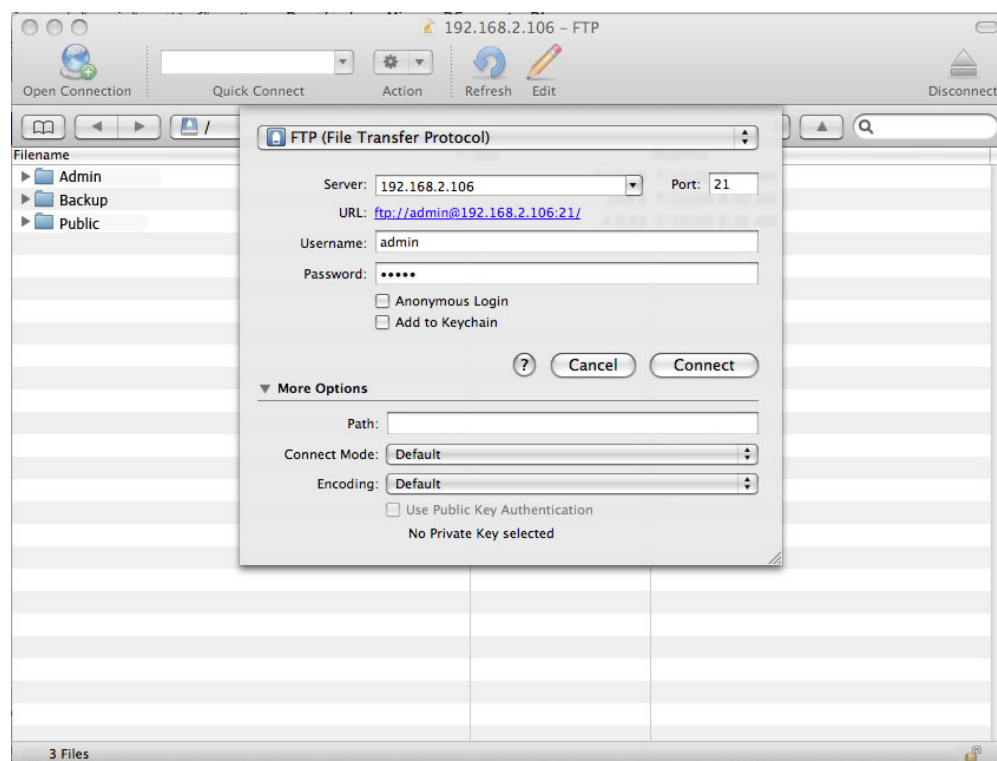 192.168.2.106 – FTP
Open Connection
Quick Connect
Action
Refresh
Edit
Disconnect
/
FTP (File Transfer Protocol)
Filename
Server: 192.168.2.106 Port: 21
URL: ftp://admin@192.168.2.106:21/
Username: admin
Password: •••••
Anonymous Login
Add to Keychain
? Cancel Connect
More Options
Path:
Connect Mode: Default
Encoding: Default
Use Public Key Authentication
No Private Key selected
Admin
Backup
Public
3 Files